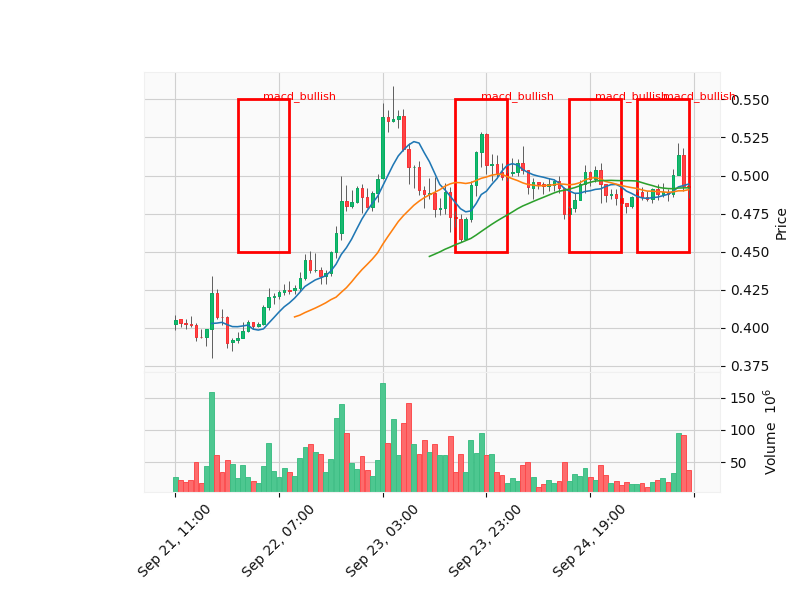 macd_bullish
macd_bullish
macd_bullish
macd_bullish
0.550
0.525
0.500
0.475
0.450
0.425
0.400
0.375
Price
150
100
50
Volume 10^6
Sep 21, 11:00
Sep 22, 07:00
Sep 23, 03:00
Sep 23, 23:00
Sep 24, 19:00